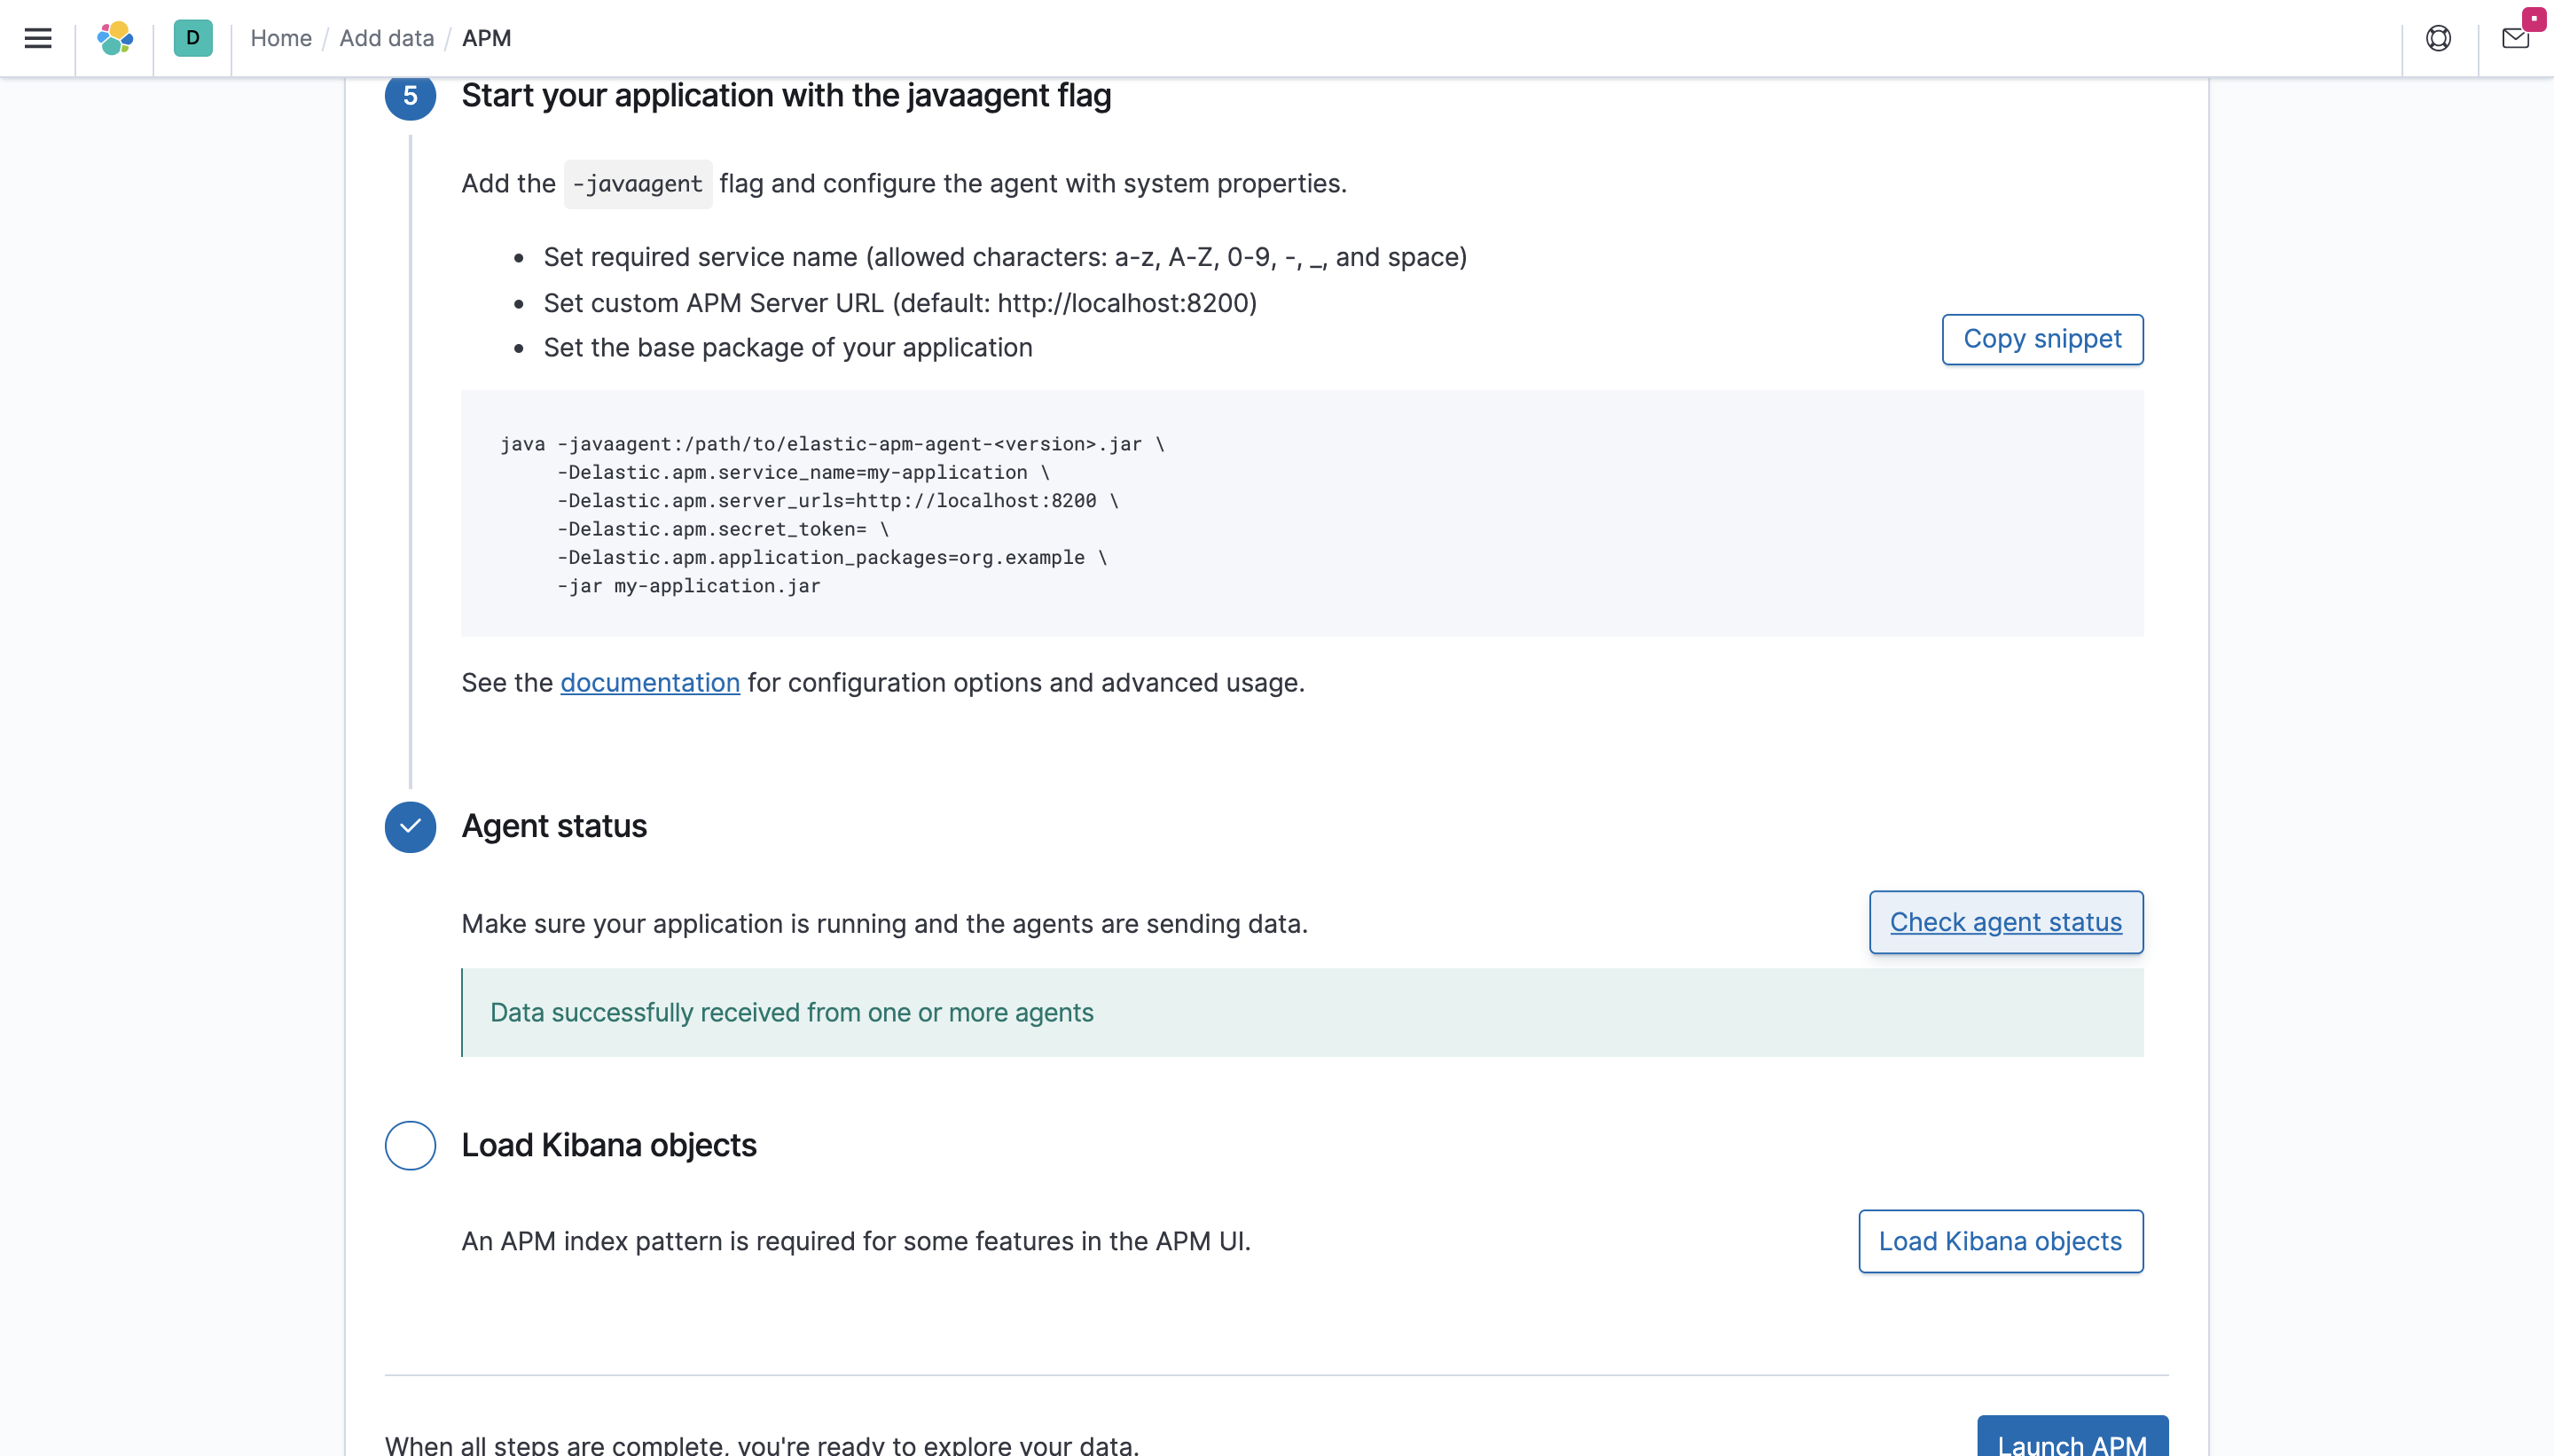 D
Home / Add data / APM
5 Start your application with the javaagent flag
Add the -javaagent flag and configure the agent with system properties.
• Set required service name (allowed characters: a-z, A-Z, 0-9, -, _, and space)
• Set custom APM Server URL (default: http://localhost:8200)
• Set the base package of your application
Copy snippet
java -javaagent:/path/to/elastic-apm-agent-<version>.jar \
-Delastic.apm.service_name=my-application \
-Delastic.apm.server_urls=http://localhost:8200 \
-Delastic.apm.secret_token= \
-Delastic.apm.application_packages=org.example \
-jar my-application.jar
See the documentation for configuration options and advanced usage.
Agent status
Make sure your application is running and the agents are sending data.
Check agent status
Data successfully received from one or more agents
Load Kibana objects
An APM index pattern is required for some features in the APM UI.
Load Kibana objects
When all steps are complete, you're ready to explore your data.
Launch APM